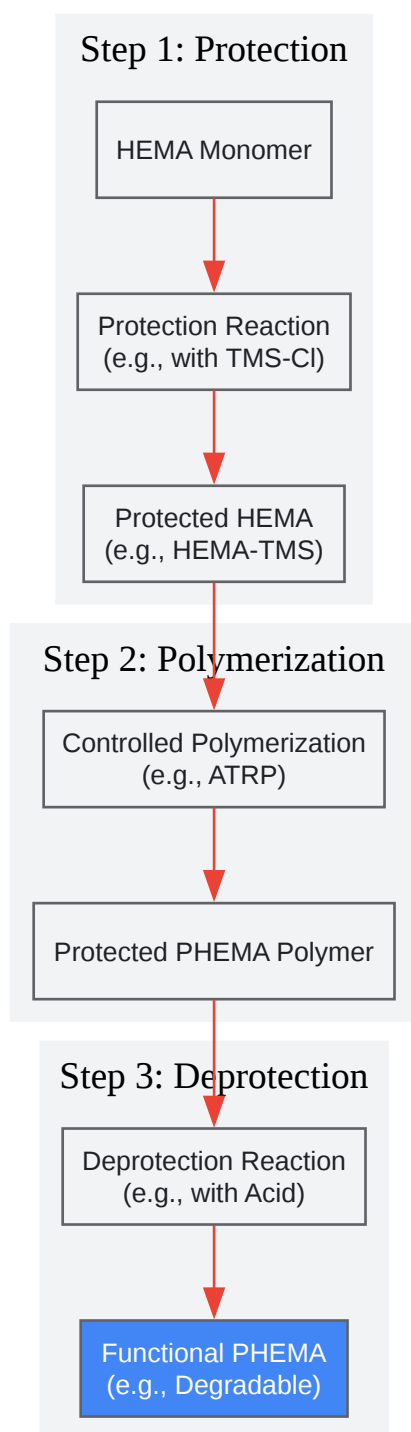 Step 1: Protection
HEMA Monomer
Protection Reaction
(e.g., with TMS-Cl)
Protected HEMA
(e.g., HEMA-TMS)
Step 2: Polymerization
Controlled Polymerization
(e.g., ATRP)
Protected PHEMA Polymer
Step 3: Deprotection
Deprotection Reaction
(e.g., with Acid)
Functional PHEMA
(e.g., Degradable)